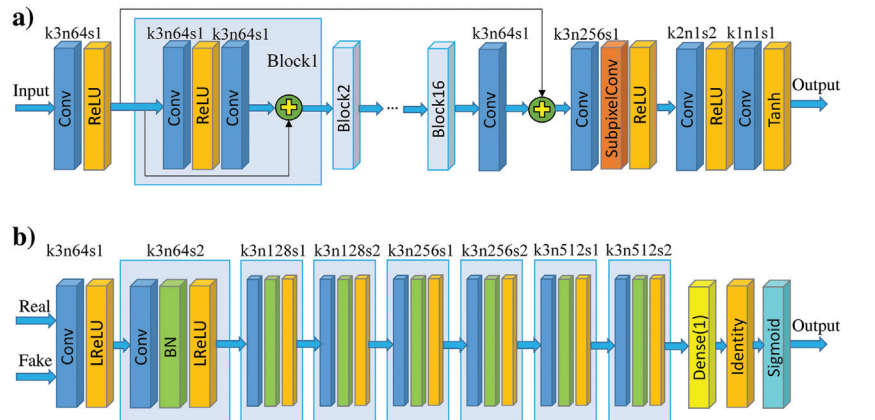 a)
k3n64s1
k3n64s1 k3n64s1
Block1
k3n64s1
k3n256s1
k2n1s2
k1n1s1
Input
Conv
ReLU
Conv
ReLU
Conv
Block2
...
Block16
Conv
Conv
SubpixelConv
ReLU
Conv
ReLU
Conv
Tanh
Output
b)
k3n64s1
k3n64s2
k3n128s1
k3n128s2
k3n256s1
k3n256s2
k3n512s1
k3n512s2
Real
Fake
Conv
LReLU
Conv
BN
LReLU
Dense(1)
Identity
Sigmoid
Output